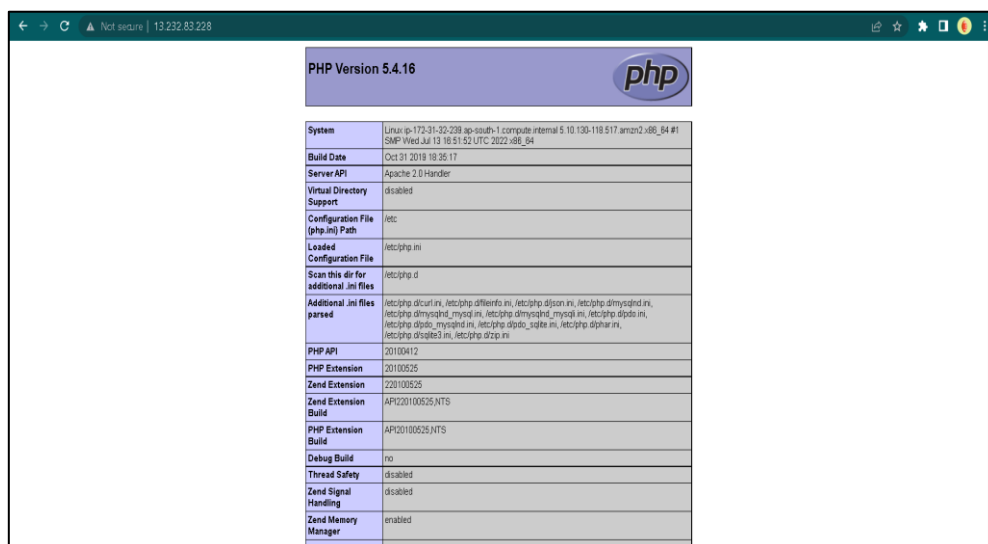 Not secure | 13.232.83.228
PHP Version 5.4.16
php
System
Linux ip-172-31-32-239.ap-south-1.compute.internal 5.10.130-118.517.amzn2.x86_64 #1
SMP Wed Jul 13 16:51:52 UTC 2022 x86_64
Build Date
Oct 31 2019 18:35:17
Server API
Apache 2.0 Handler
Virtual Directory
Support
disabled
Configuration File
(php.ini) Path
/etc
Loaded
Configuration File
/etc/php.ini
Scan this dir for
additional .ini files
/etc/php.d
Additional .ini files
parsed
/etc/php.d/curl.ini, /etc/php.d/fileinfo.ini, /etc/php.d/json.ini, /etc/php.d/mysqlnd.ini,
/etc/php.d/mysqlnd_mysql.ini, /etc/php.d/mysqlnd_mysqli.ini, /etc/php.d/pdo.ini,
/etc/php.d/pdo_mysqlnd.ini, /etc/php.d/pdo_sqlite.ini, /etc/php.d/phar.ini,
/etc/php.d/sqlite3.ini, /etc/php.d/zip.ini
PHP API
20100412
PHP Extension
20100525
Zend Extension
220100525
Zend Extension
Build
API220100525,NTS
PHP Extension
Build
API20100525,NTS
Debug Build
no
Thread Safety
disabled
Zend Signal
Handling
disabled
Zend Memory
Manager
enabled